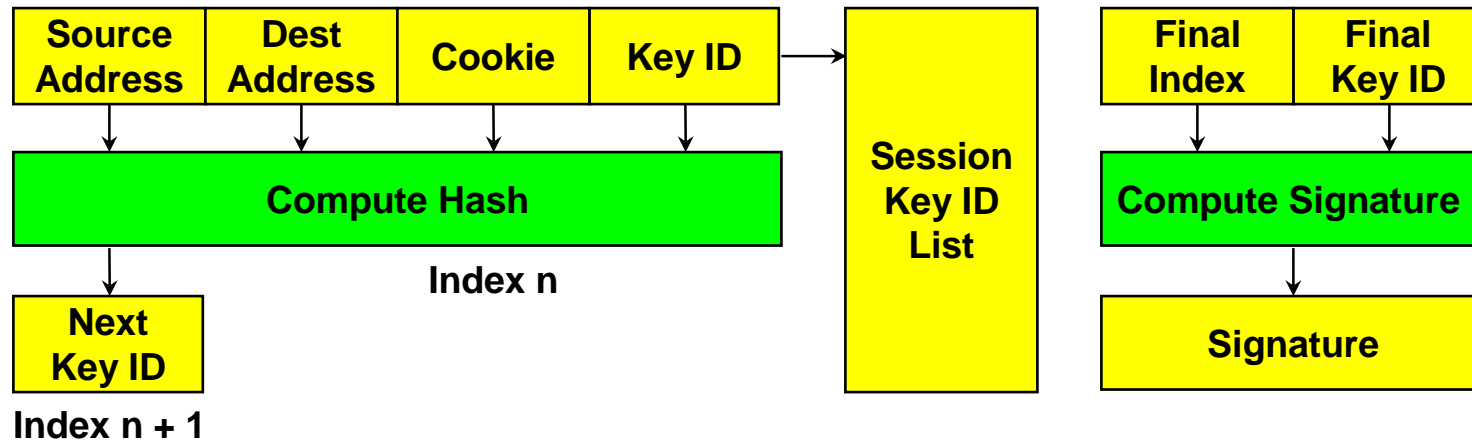 Source
Address
Dest
Address
Cookie
Key ID
Compute Hash
Index n
Next
Key ID
Index n + 1
Session
Key ID
List
Final
Index
Final
Key ID
Compute Signature
Signature